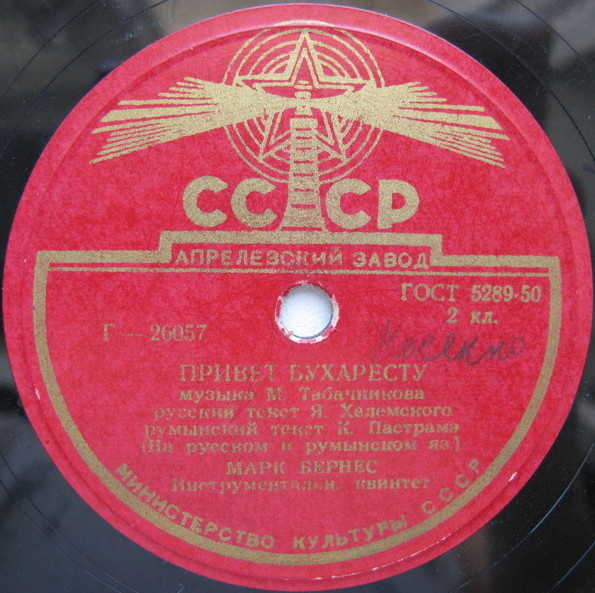 СССР
АПРЕЛЕВСКИЙ ЗАВОД
ГОСТ 5289-50
2 кл.
Г — 26057
ПРИВЕТ БУХАРЕСТУ
музыка М. Табачникова
русский текст Я. Хелемского
румынский текст К. Пастрамэ
(На русском и румынском яз.)
МАРК БЕРНЕС
Инструментальн. квинтет
МИНИСТЕРСТВО КУЛЬТУРЫ СССР